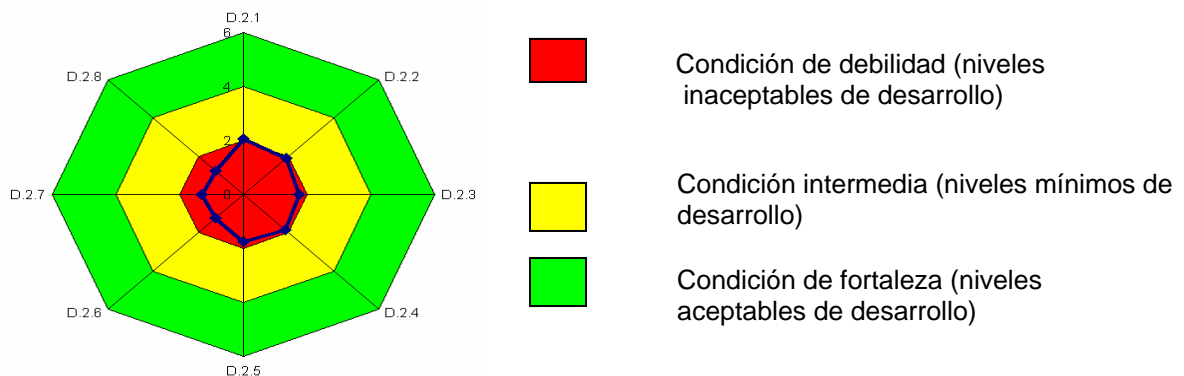 D.2.1
6
D.2.8
D.2.2
4
2
D.2.7
0
D.2.3
D.2.6
D.2.4
D.2.5
Condición de debilidad (niveles
inaceptables de desarrollo)
Condición intermedia (niveles mínimos de
desarrollo)
Condición de fortaleza (niveles
aceptables de desarrollo)